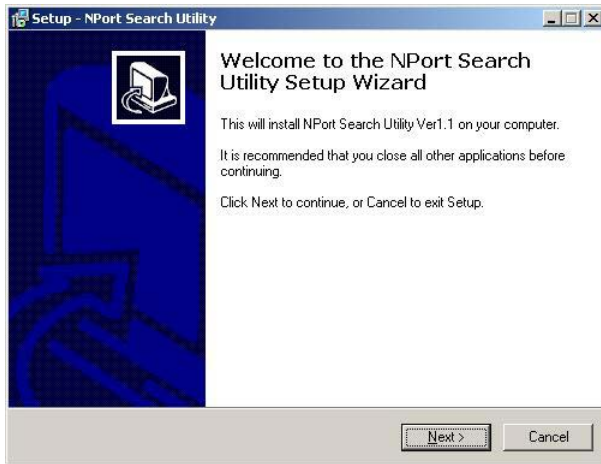 Setup - NPort Search Utility
Welcome to the NPort Search
Utility Setup Wizard
This will install NPort Search Utility Ver1.1 on your computer.
It is recommended that you close all other applications before
continuing.
Click Next to continue, or Cancel to exit Setup.
Next >
Cancel